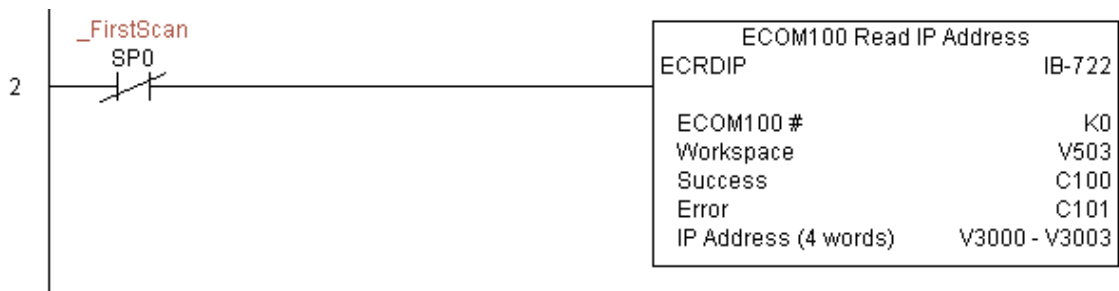 _FirstScan
SP0
2
ECOM100 Read IP Address
ECRDIP IB-722
ECOM100 # K0
Workspace V503
Success C100
Error C101
IP Address (4 words) V3000 - V3003